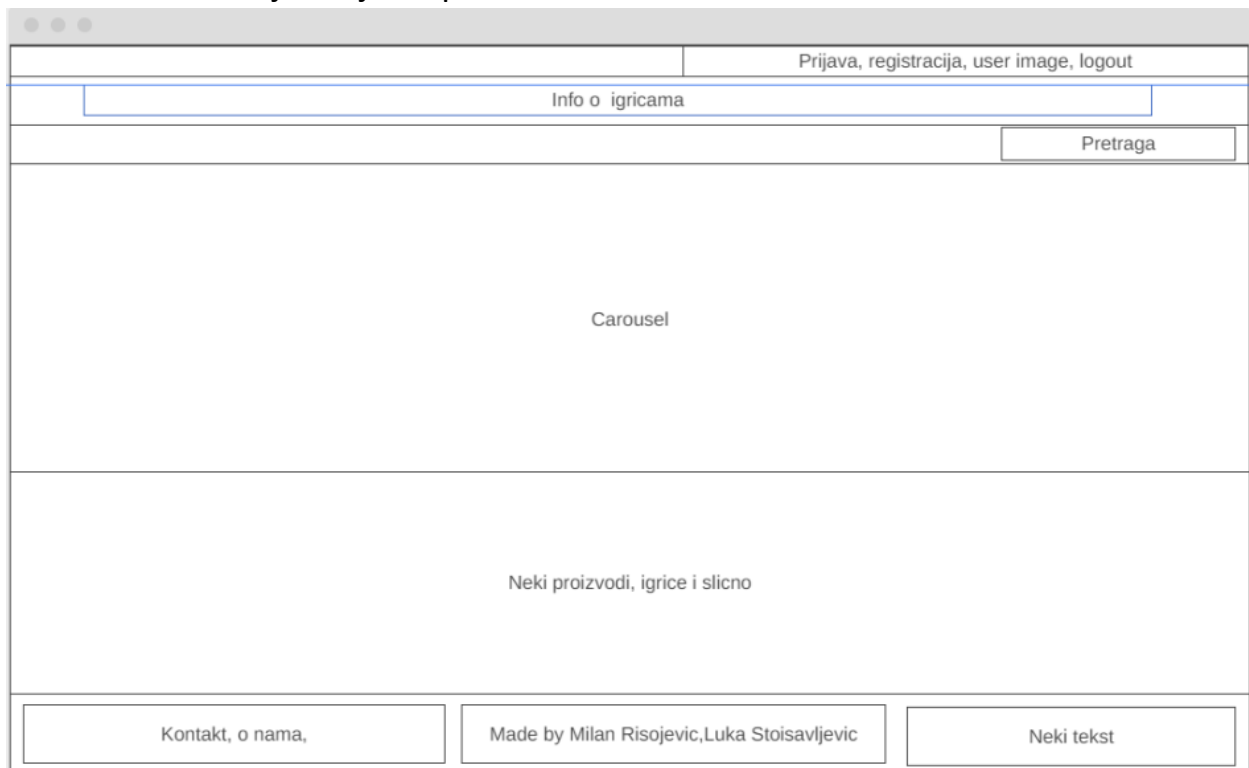 Prijava, registracija, user image, logout
Info o igricama
Pretraga
Carousel
Neki proizvodi, igrice i slicno
Kontakt, o nama,
Made by Milan Risojevic,Luka Stoisavljevic
Neki tekst